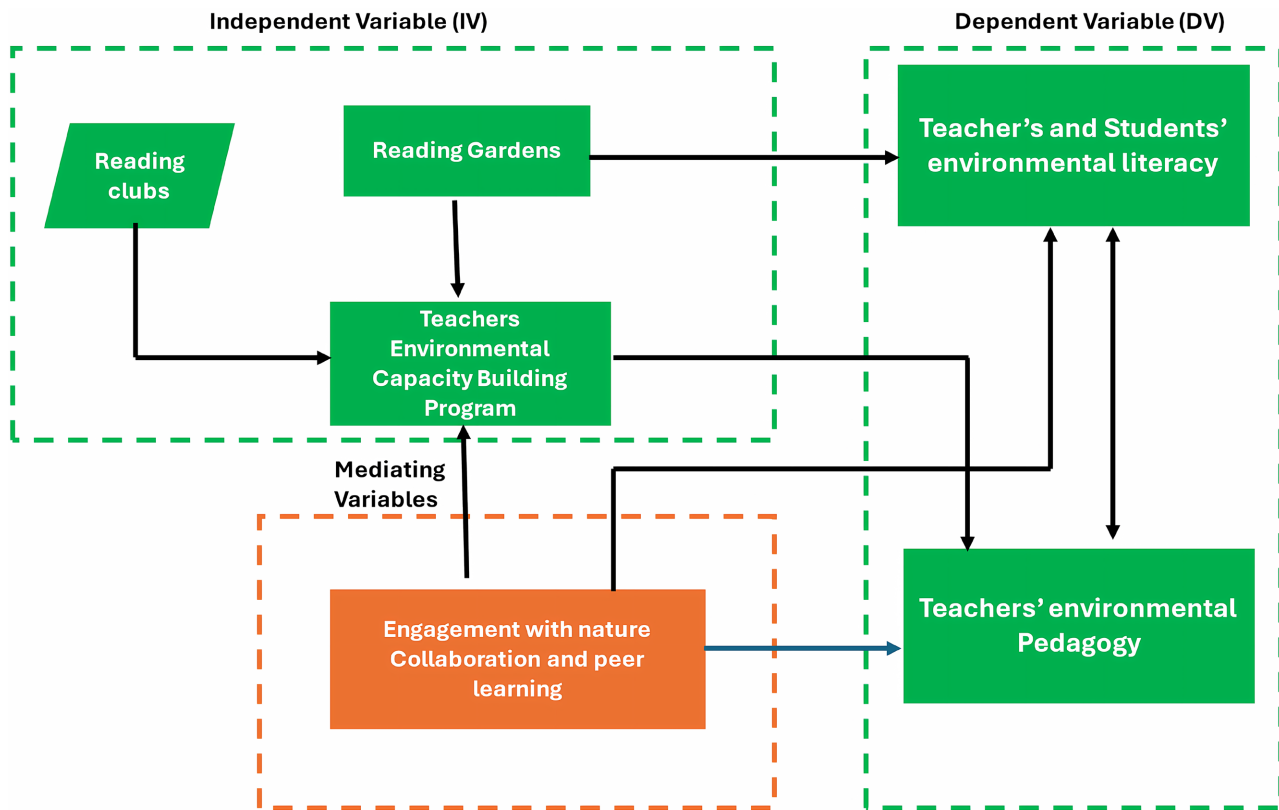 Independent Variable (IV)
Dependent Variable (DV)
Reading
clubs
Reading Gardens
Teacher’s and Students’
environmental literacy
Teachers
Environmental
Capacity Building
Program
Mediating
Variables
Engagement with nature
Collaboration and peer
learning
Teachers’ environmental
Pedagogy